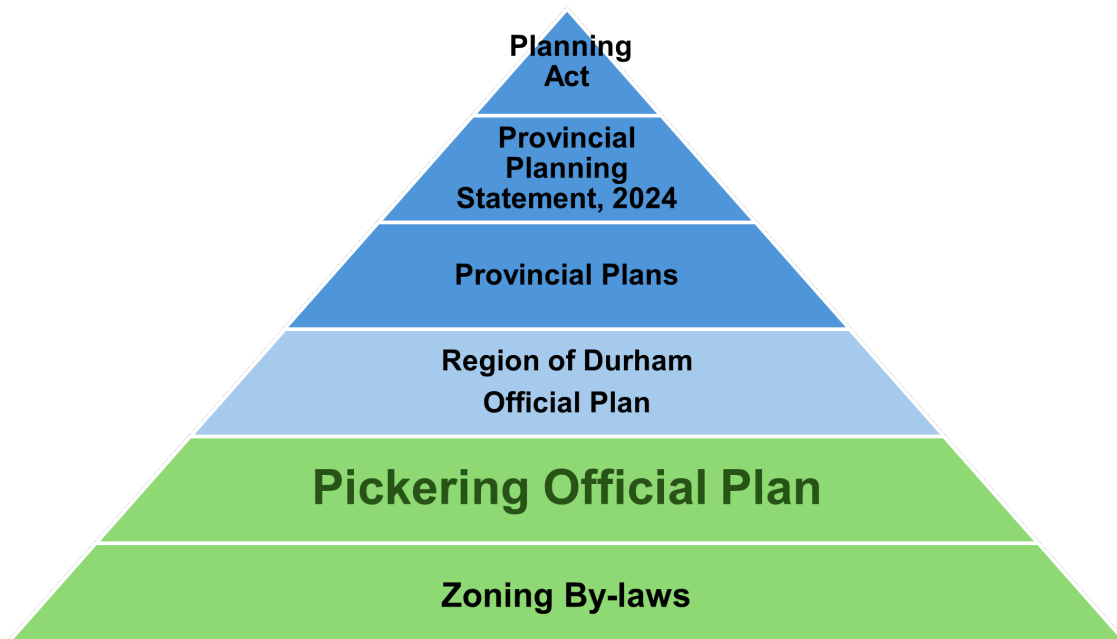 Planning
Act
Provincial
Planning
Statement, 2024
Provincial Plans
Region of Durham
Official Plan
Pickering Official Plan
Zoning By-laws